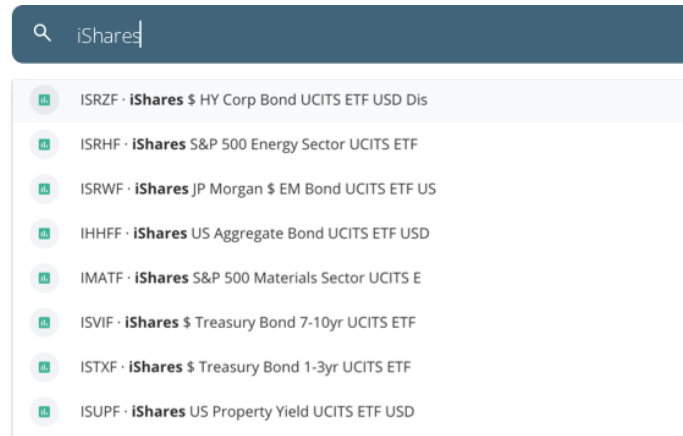 iShares
ISRZF · iShares $ HY Corp Bond UCITS ETF USD Dis
ISRHF · iShares S&P 500 Energy Sector UCITS ETF
ISRWF · iShares JP Morgan $ EM Bond UCITS ETF US
IHHFF · iShares US Aggregate Bond UCITS ETF USD
IMATF · iShares S&P 500 Materials Sector UCITS E
ISVIF · iShares $ Treasury Bond 7-10yr UCITS ETF
ISTXF · iShares $ Treasury Bond 1-3yr UCITS ETF
ISUPF · iShares US Property Yield UCITS ETF USD